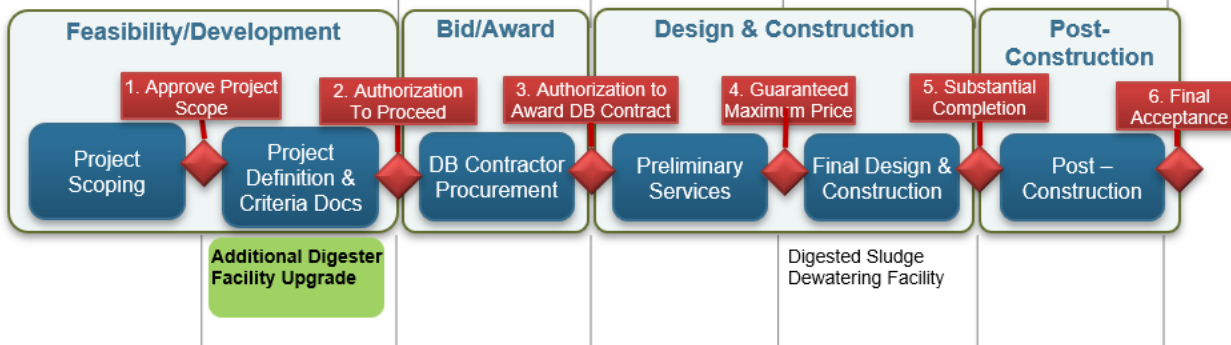 Feasibility/Development
Bid/Award
Design & Construction
Post-
Construction
1. Approve Project
Scope
2. Authorization
To Proceed
3. Authorization to
Award DB Contract
4. Guaranteed
Maximum Price
5. Substantial
Completion
6. Final
Acceptance
Project
Scoping
Project
Definition &
Criteria Docs
DB Contractor
Procurement
Preliminary
Services
Final Design &
Construction
Post –
Construction
Additional Digester
Facility Upgrade
Digested Sludge
Dewatering Facility